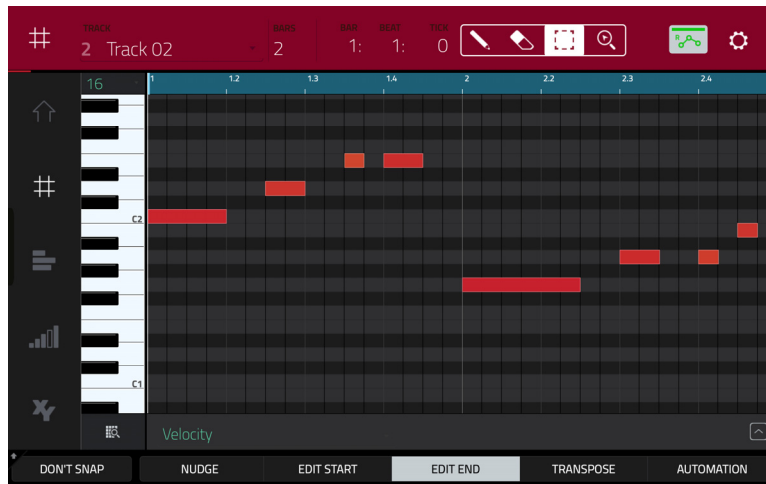 TRACK BARS BAR BEAT TICK
2 Track 02 2 1: 1: 0
R
16 1 1.2 1.3 1.4 2 2.2 2.3 2.4
C2
C1
XY
Velocity
DON'T SNAP NUDGE EDIT START EDIT END TRANSPOSE AUTOMATION